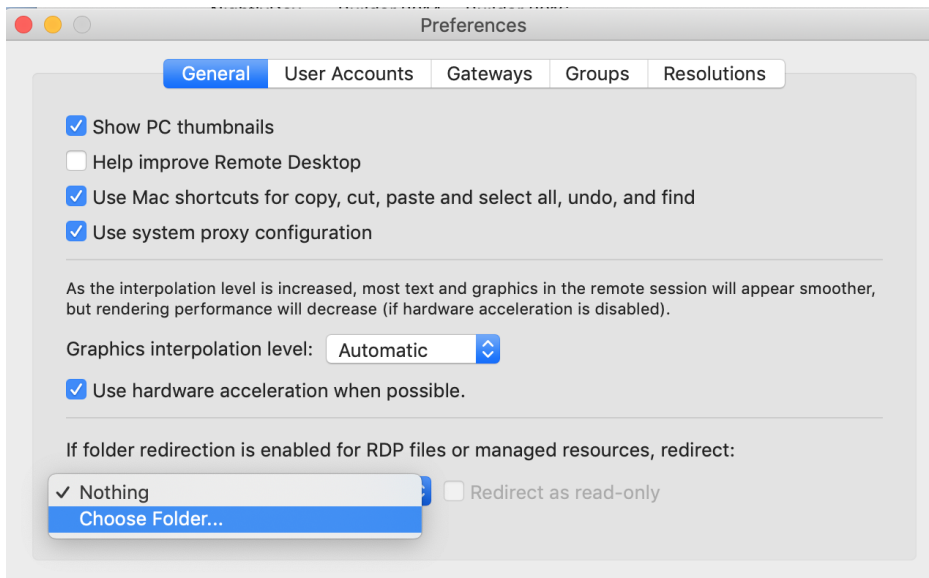 Preferences
General User Accounts Gateways Groups Resolutions
Show PC thumbnails
Help improve Remote Desktop
Use Mac shortcuts for copy, cut, paste and select all, undo, and find
Use system proxy configuration
As the interpolation level is increased, most text and graphics in the remote session will appear smoother,
but rendering performance will decrease (if hardware acceleration is disabled).
Graphics interpolation level: Automatic
Use hardware acceleration when possible.
If folder redirection is enabled for RDP files or managed resources, redirect:
Nothing Redirect as read-only
Choose Folder...